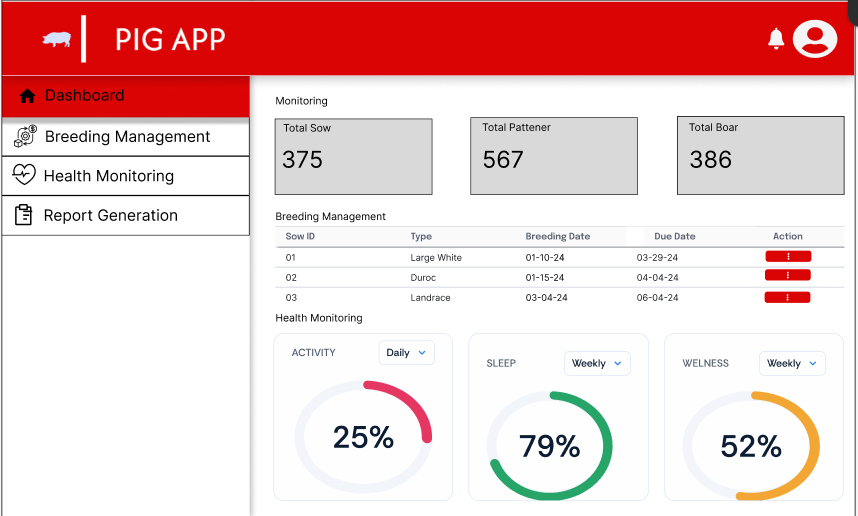 PIG APP
Dashboard
Breeding Management
Health Monitoring
Report Generation
Monitoring
Total Sow
375
Total Pattener
567
Total Boar
386
Breeding Management
Sow ID Type Breeding Date Due Date Action
01 Large White 01-10-24 03-29-24
02 Duroc 01-15-24 04-04-24
03 Landrace 03-04-24 06-04-24
Health Monitoring
ACTIVITY Daily
25%
SLEEP Weekly
79%
WELNESS Weekly
52%